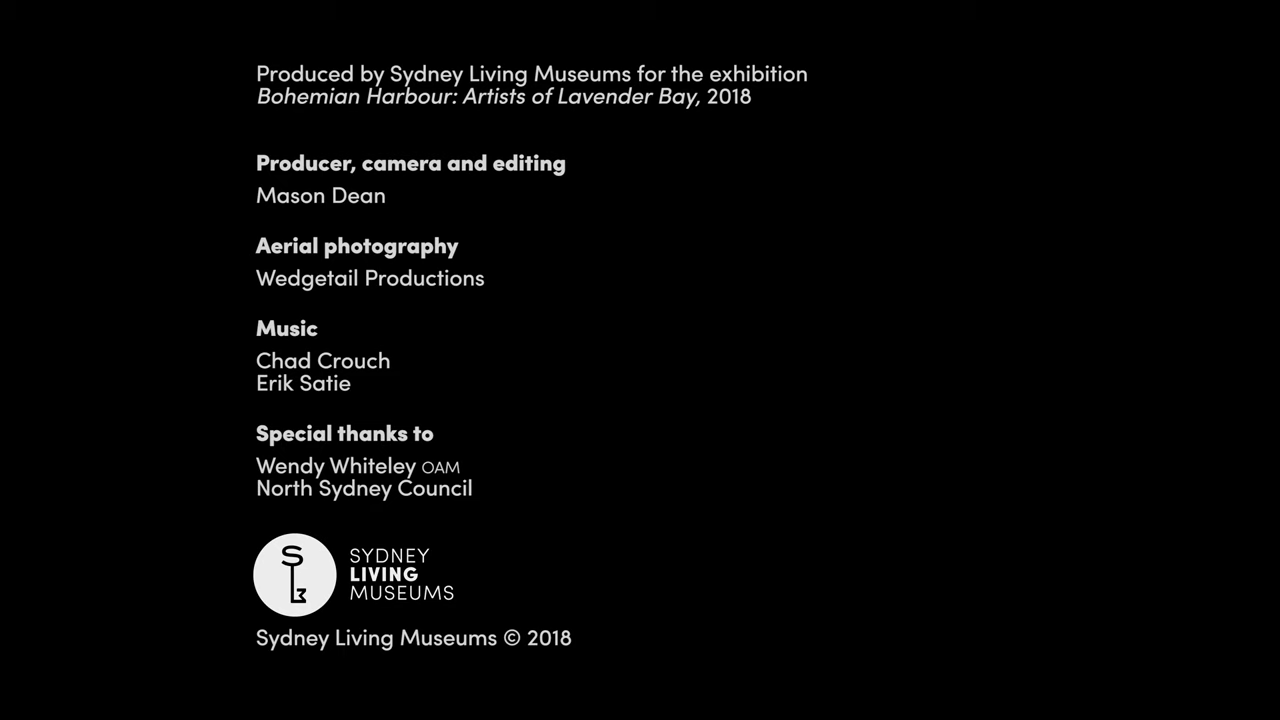 Produced by Sydney Living Museums for the exhibition
Bohemian Harbour: Artists of Lavender Bay, 2018
Producer, camera and editing
Mason Dean
Aerial photography
Wedgetail Productions
Music
Chad Crouch
Erik Satie
Special thanks to
Wendy Whiteley OAM
North Sydney Council
SYDNEY
LIVING
MUSEUMS
Sydney Living Museums © 2018